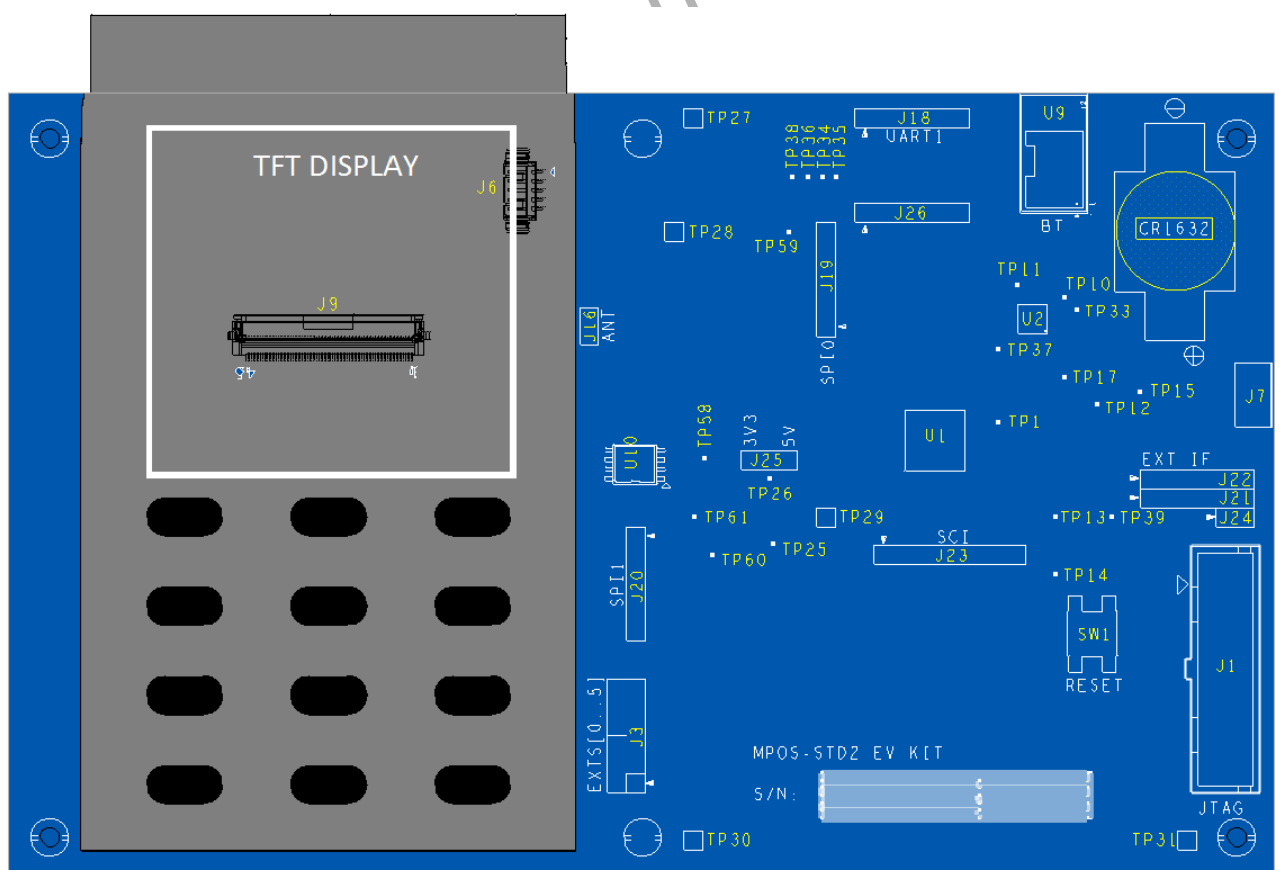 TP27
J18
UART1
U9
TP38
TP36
TP34
TP35
TFT DISPLAY
J6
TP28
TP59
J26
BT
CR1632
J19
SPI0
TP11
TP10
TP33
U2
J9
J16
ANT
TP37
TP17
TP15
TP12
J7
45
TP58
3V3
5V
J25
TP26
U1
TP1
U10
EXT IF
J22
J21
J24
TP61
TP29
TP13
TP39
SCI
J23
TP25
TP60
SPI1
J20
TP14
SW1
RESET
J1
EXTS[0..5]
J3
MPOS-STD2 EV KIT
S/N:
JTAG
TP30
TP31